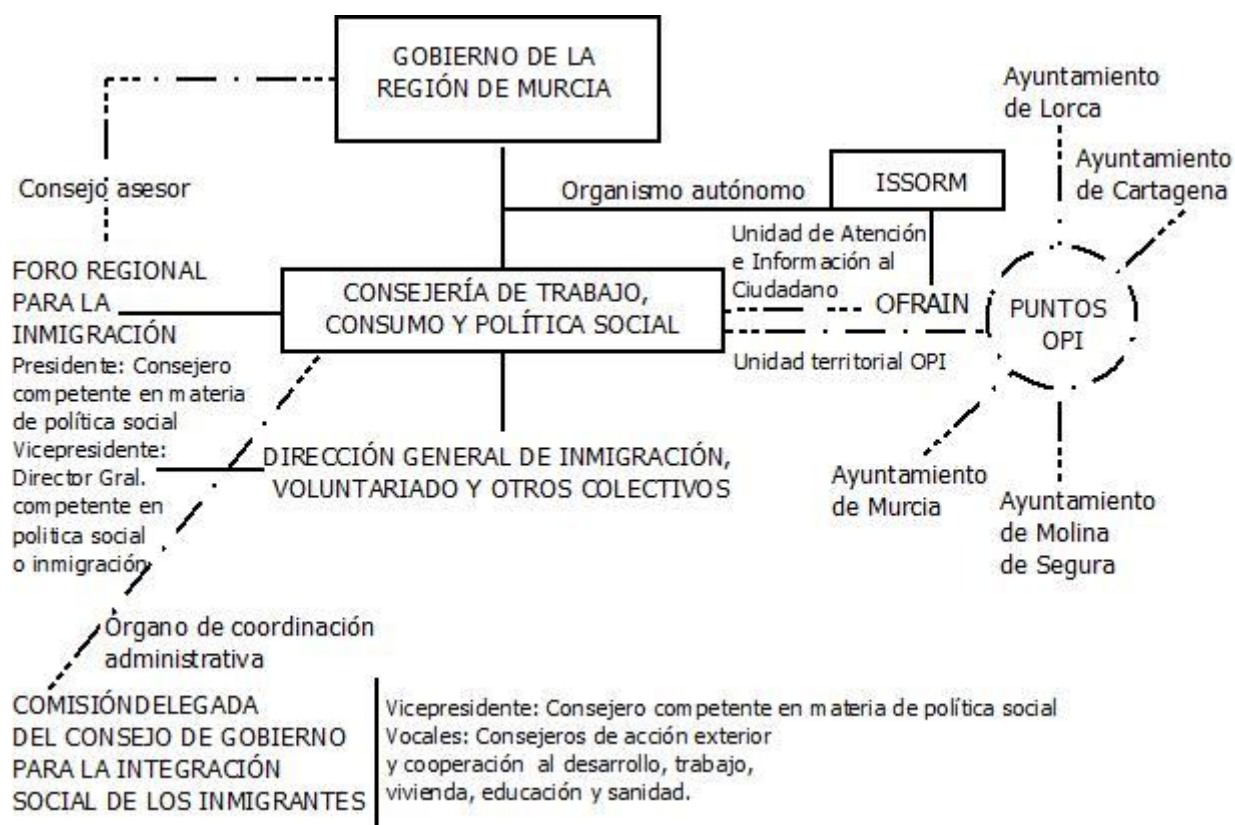 GOBIERNO DE LA
REGIÓN DE MURCIA
Consejo asesor
Organismo autónomo
ISSORM
Ayuntamiento
de Lorca
Ayuntamiento
de Cartagena
FORO REGIONAL
PARA LA
INMIGRACIÓN
Presidente: Consejero
competente en materia
de política social
Vicepresidente:
Director Gral.
competente en
politica social
o inmigración
CONSEJERÍA DE TRABAJO,
CONSUMO Y POLÍTICA SOCIAL
Unidad de Atención
e Información al
Ciudadano
OFRAIN
Unidad territorial OPI
PUNTOS
OPI
DIRECCIÓN GENERAL DE INMIGRACIÓN,
VOLUNTARIADO Y OTROS COLECTIVOS
Ayuntamiento
de Murcia
Ayuntamiento
de Molina
de Segura
Órgano de coordinación
administrativa
COMISIÓN DELEGADA
DEL CONSEJO DE GOBIERNO
PARA LA INTEGRACIÓN
SOCIAL DE LOS INMIGRANTES
Vicepresidente: Consejero competente en materia de política social
Vocales: Consejeros de acción exterior
y cooperación al desarrollo, trabajo,
vivienda, educación y sanidad.